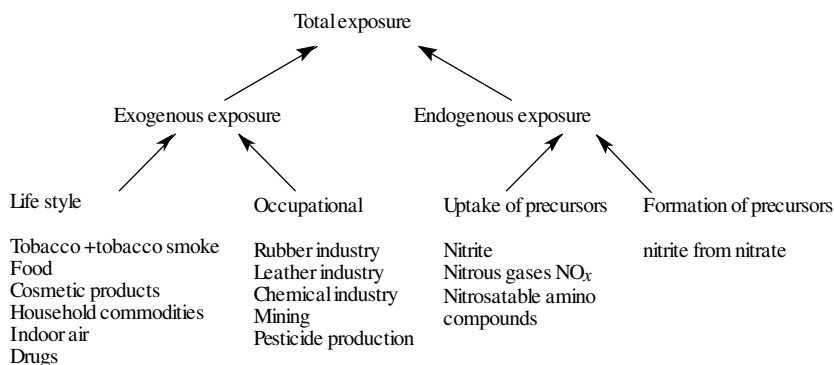 Total exposure
Exogenous exposure
Endogenous exposure
Life style
Tobacco +tobacco smoke
Food
Cosmetic products
Household commodities
Indoor air
Drugs
Occupational
Rubber industry
Leather industry
Chemical industry
Mining
Pesticide production
Uptake of precursors
Nitrite
Nitrous gases NOx
Nitrosatable amino
compounds
Formation of precursors
nitrite from nitrate